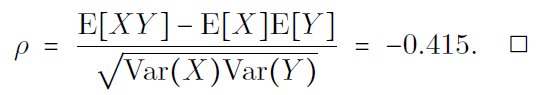 ρ = (E[XY] − E[X]E[Y]) / √(Var(X)Var(Y)) = −0.415. □